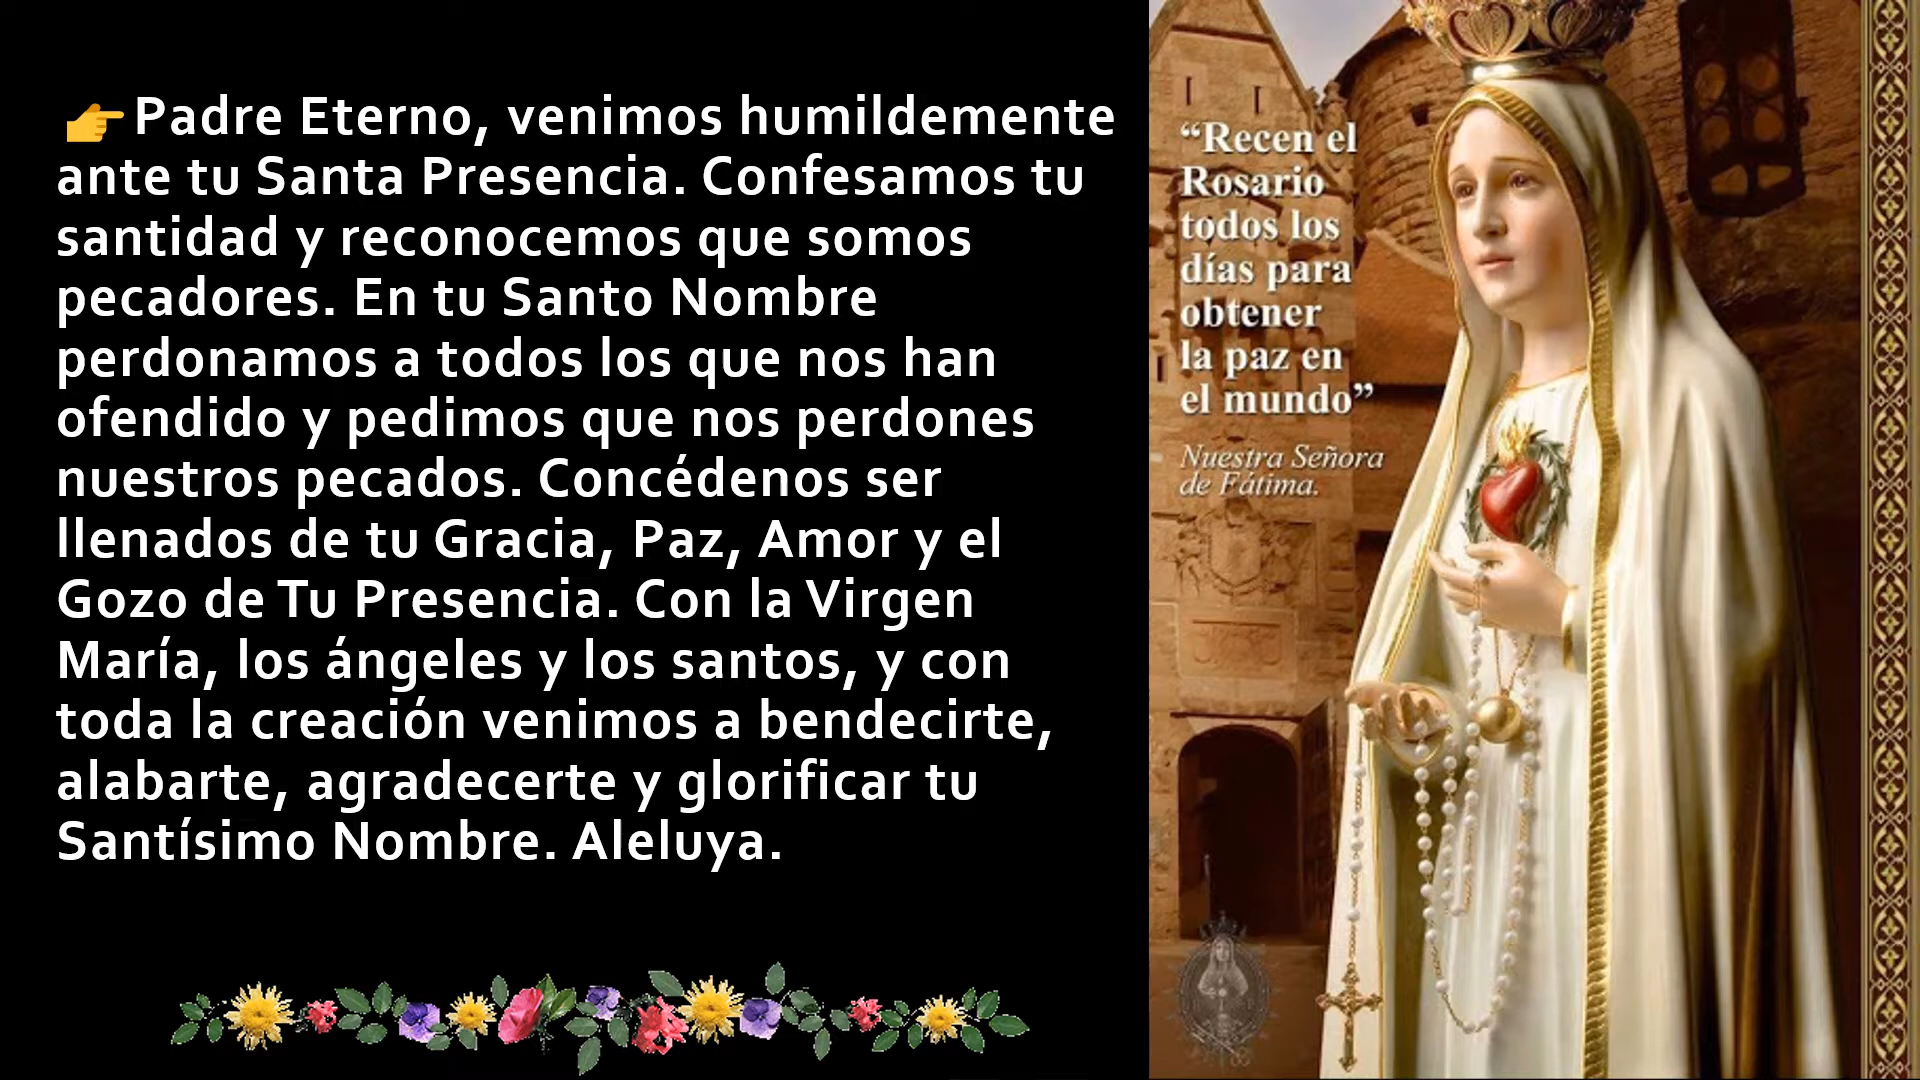 👉Padre Eterno, venimos humildemente
ante tu Santa Presencia. Confesamos tu
santidad y reconocemos que somos
pecadores. En tu Santo Nombre
perdonamos a todos los que nos han
ofendido y pedimos que nos perdones
nuestros pecados. Concédenos ser
llenados de tu Gracia, Paz, Amor y el
Gozo de Tu Presencia. Con la Virgen
María, los ángeles y los santos, y con
toda la creación venimos a bendecirte,
alabarte, agradecerte y glorificar tu
Santísimo Nombre. Aleluya.
“Recen el
Rosario
todos los
días para
obtener
la paz en
el mundo”
Nuestra Señora
de Fátima.